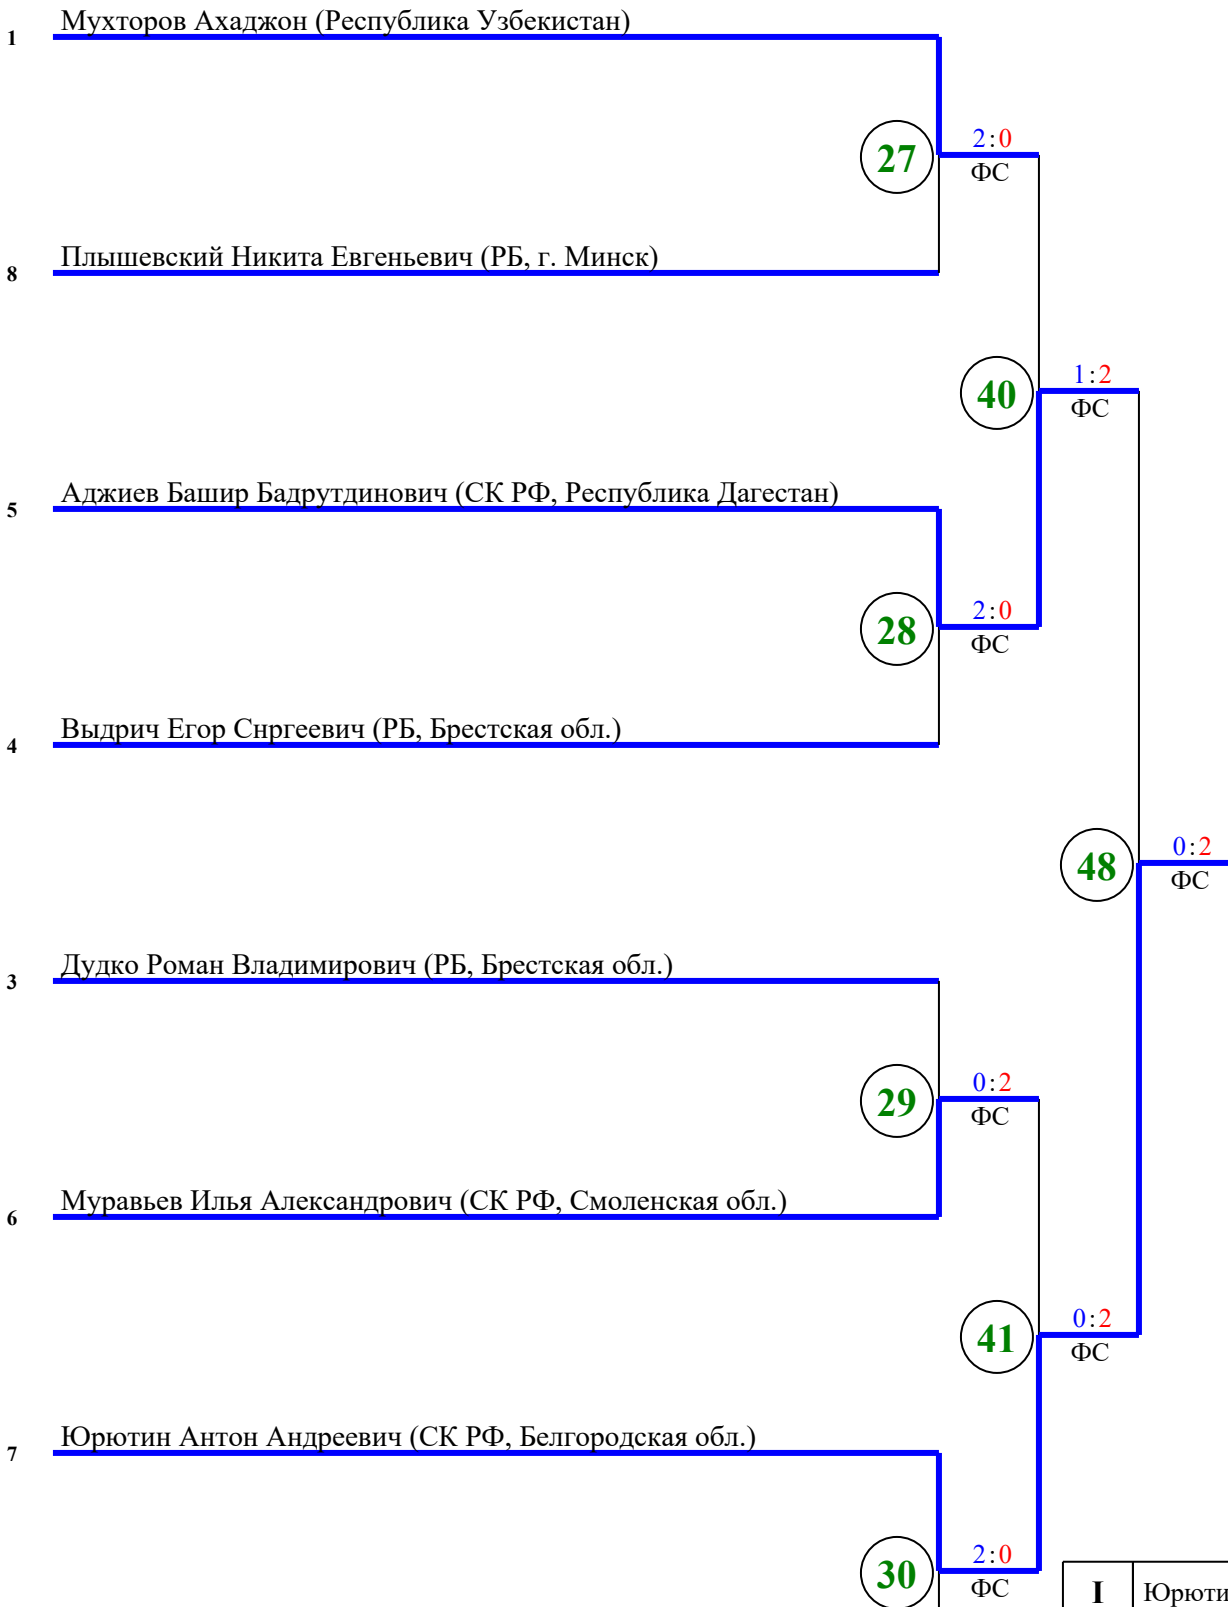 Мухторов Ахаджон (Республика Узбекистан)
1
2:0
27
ФС
Плышевский Никита Евгеньевич (РБ, г. Минск)
8
1:2
40
ФС
Аджиев Башир Бадрутдинович (СК РФ, Республика Дагестан)
5
2:0
28
ФС
Выдрич Егор Снргеевич (РБ, Брестская обл.)
4
0:2
48
ФС
Дудко Роман Владимирович (РБ, Брестская обл.)
3
0:2
29
ФС
Муравьев Илья Александрович (СК РФ, Смоленская обл.)
6
0:2
41
ФС
Юрютин Антон Андреевич (СК РФ, Белгородская обл.)
7
2:0
30
ФС
I Юрюти